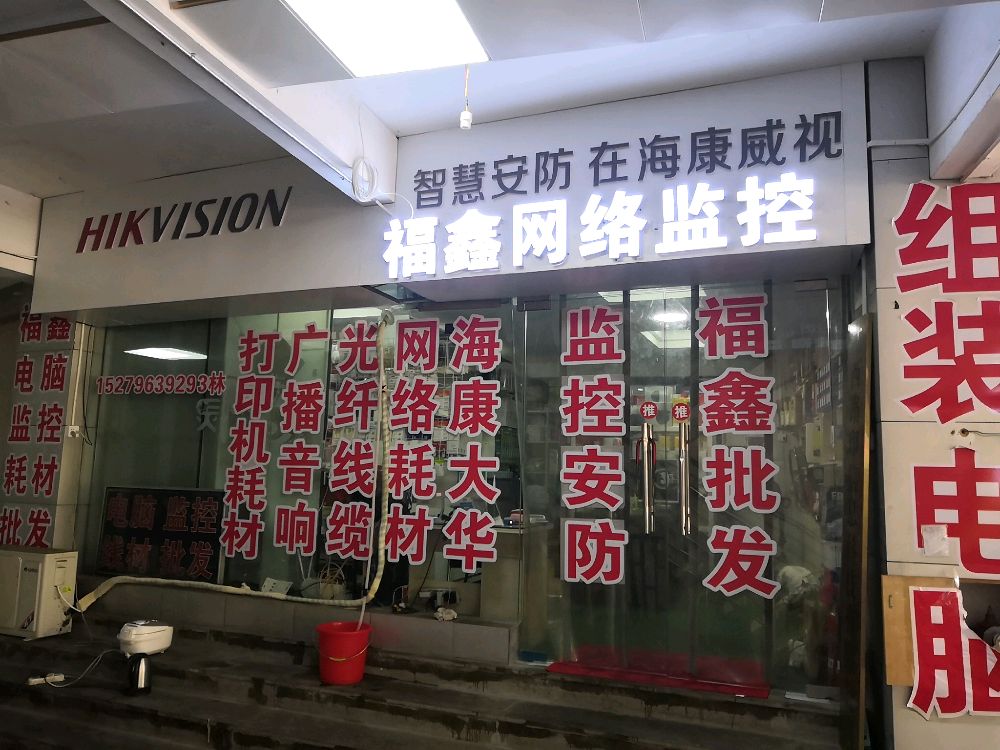 HIKVISION
智慧安防 在海康威视
福鑫网络监控
福鑫
电脑
监控
耗材
批发
15279639293林
电脑 监控
线材 批发
打印机耗材
广播音响
光纤线缆
网络耗材
海康大华
监控安防
推
推
福鑫批发
组装电脑